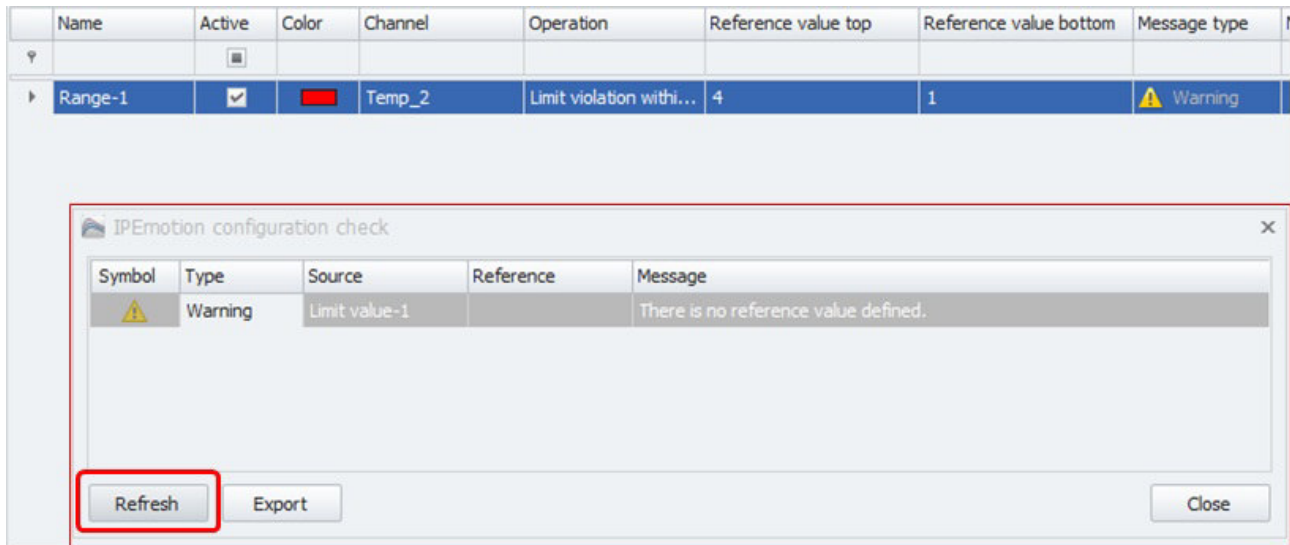 Name Active Color Channel Operation Reference value top Reference value bottom Message type
Range-1 Temp_2 Limit violation withi... 4 1 Warning
IPEmotion configuration check
Symbol Type Source Reference Message
Warning Limit value-1 There is no reference value defined.
Refresh Export Close